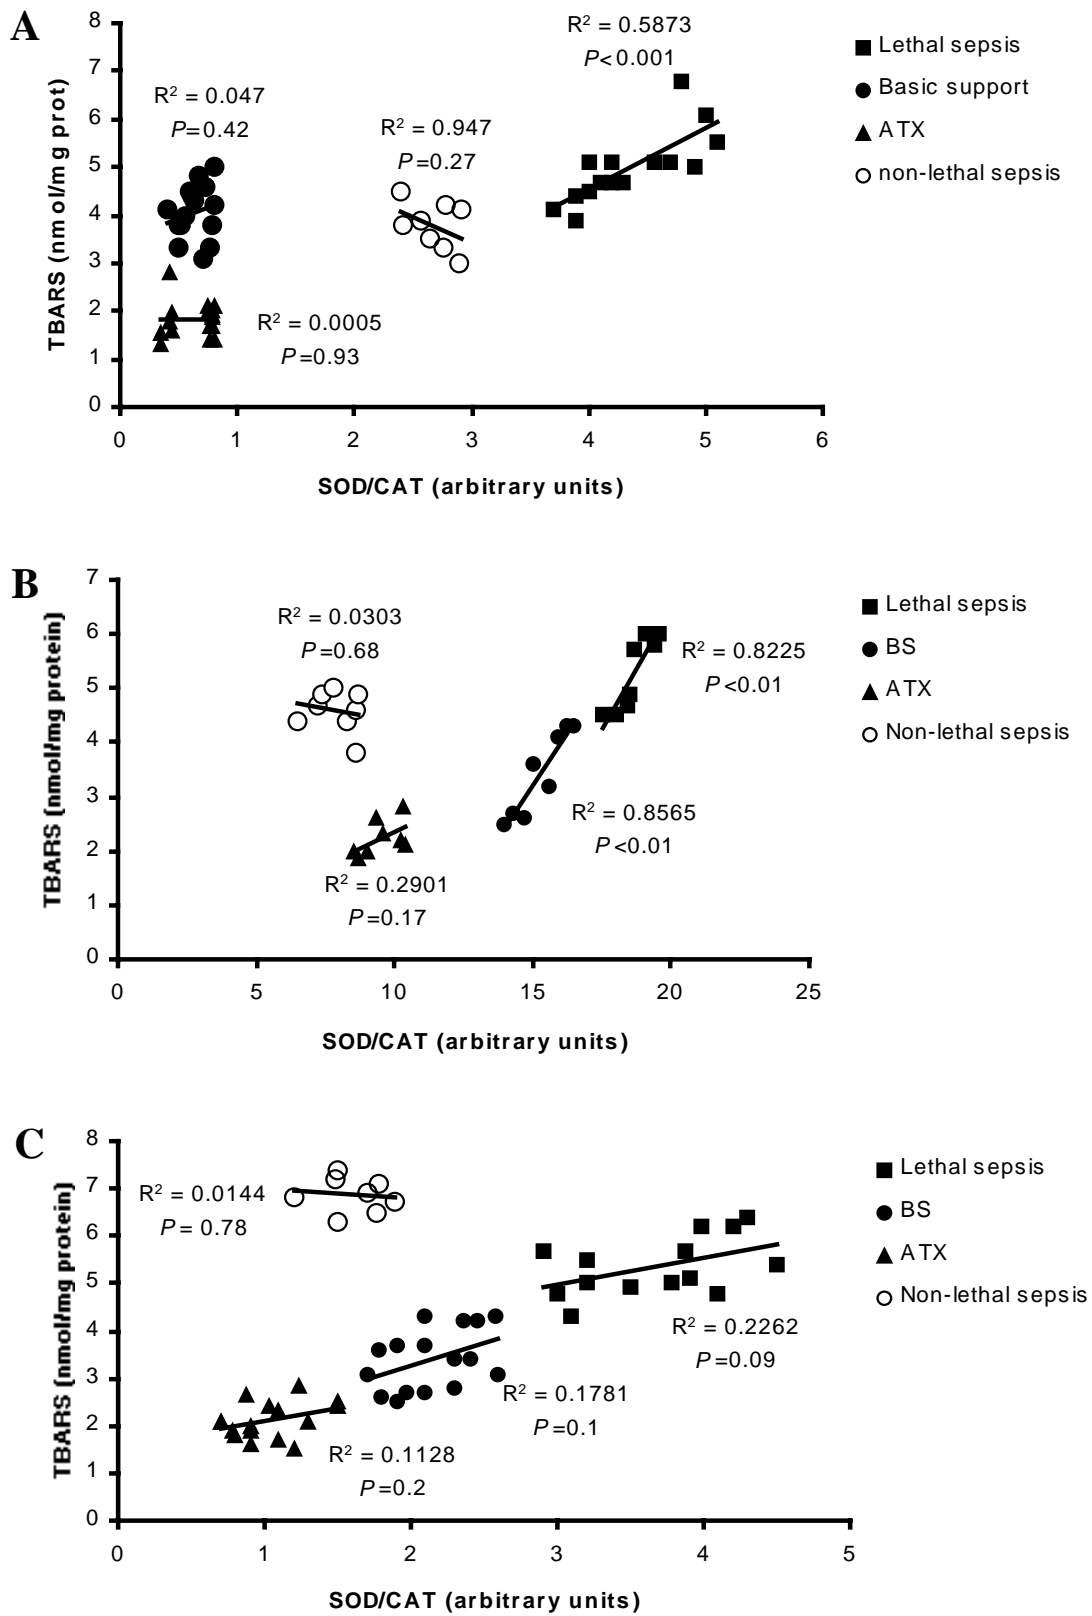 A
R² = 0.5873
P<0.001
R² = 0.047
P=0.42
R² = 0.947
P=0.27
R² = 0.0005
P=0.93
Lethal sepsis
Basic support
ATX
non-lethal sepsis
TBARS (nmol/mg prot)
8
7
6
5
4
3
2
1
0
0 1 2 3 4 5 6
SOD/CAT (arbitrary units)
B
R² = 0.0303
P=0.68
R² = 0.8225
P<0.01
R² = 0.8565
P<0.01
R² = 0.2901
P=0.17
Lethal sepsis
BS
ATX
Non-lethal sepsis
TBARS (nmol/mg protein)
7
6
5
4
3
2
1
0
0 5 10 15 20 25
SOD/CAT (arbitrary units)
C
R² = 0.0144
P= 0.78
R² = 0.2262
P=0.09
R² = 0.1781
P=0.1
R² = 0.1128
P=0.2
Lethal sepsis
BS
ATX
Non-lethal sepsis
TBARS (nmol/mg protein)
8
7
6
5
4
3
2
1
0
0 1 2 3 4 5
SOD/CAT (arbitrary units)